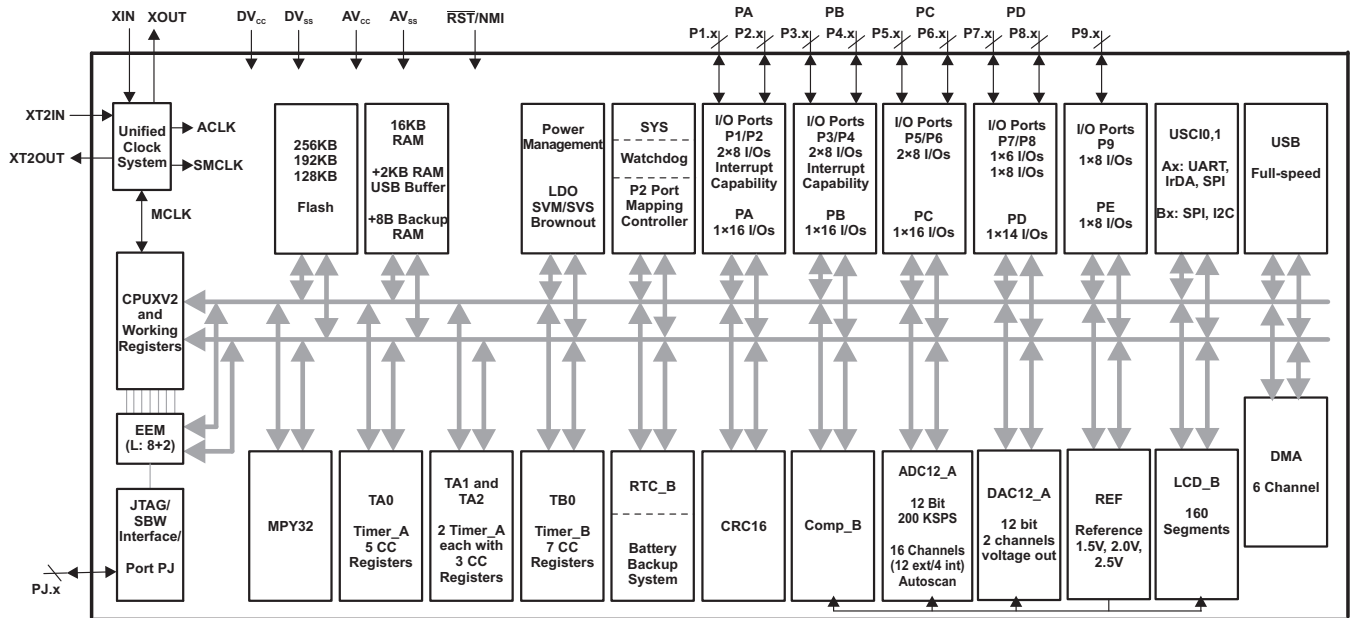 XIN XOUT DVCC DVSS AVCC AVSS RST/NMI
PA PB PC PD
P1.x P2.x P3.x P4.x P5.x P6.x P7.x P8.x P9.x
XT2IN
XT2OUT
Unified
Clock
System
ACLK
SMCLK
MCLK
256KB
192KB
128KB
Flash
16KB
RAM
+2KB RAM
USB Buffer
+8B Backup
RAM
Power
Management
LDO
SVM/SVS
Brownout
SYS
Watchdog
P2 Port
Mapping
Controller
I/O Ports
P1/P2
2×8 I/Os
Interrupt
Capability
PA
1×16 I/Os
I/O Ports
P3/P4
2×8 I/Os
Interrupt
Capability
PB
1×16 I/Os
I/O Ports
P5/P6
2×8 I/Os
PC
1×16 I/Os
I/O Ports
P7/P8
1×6 I/Os
1×8 I/Os
PD
1×14 I/Os
I/O Ports
P9
1×8 I/Os
PE
1×8 I/Os
USCI0,1
Ax: UART,
IrDA, SPI
Bx: SPI, I2C
USB
Full-speed
CPUXV2
and
Working
Registers
EEM
(L: 8+2)
JTAG/
SBW
Interface/
Port PJ
PJ.x
MPY32
TA0
Timer_A
5 CC
Registers
TA1 and
TA2
2 Timer_A
each with
3 CC
Registers
TB0
Timer_B
7 CC
Registers
RTC_B
Battery
Backup
System
CRC16
Comp_B
ADC12_A
12 Bit
200 KSPS
16 Channels
(12 ext/4 int)
Autoscan
DAC12_A
12 bit
2 channels
voltage out
REF
Reference
1.5V, 2.0V,
2.5V
LCD_B
160
Segments
DMA
6 Channel